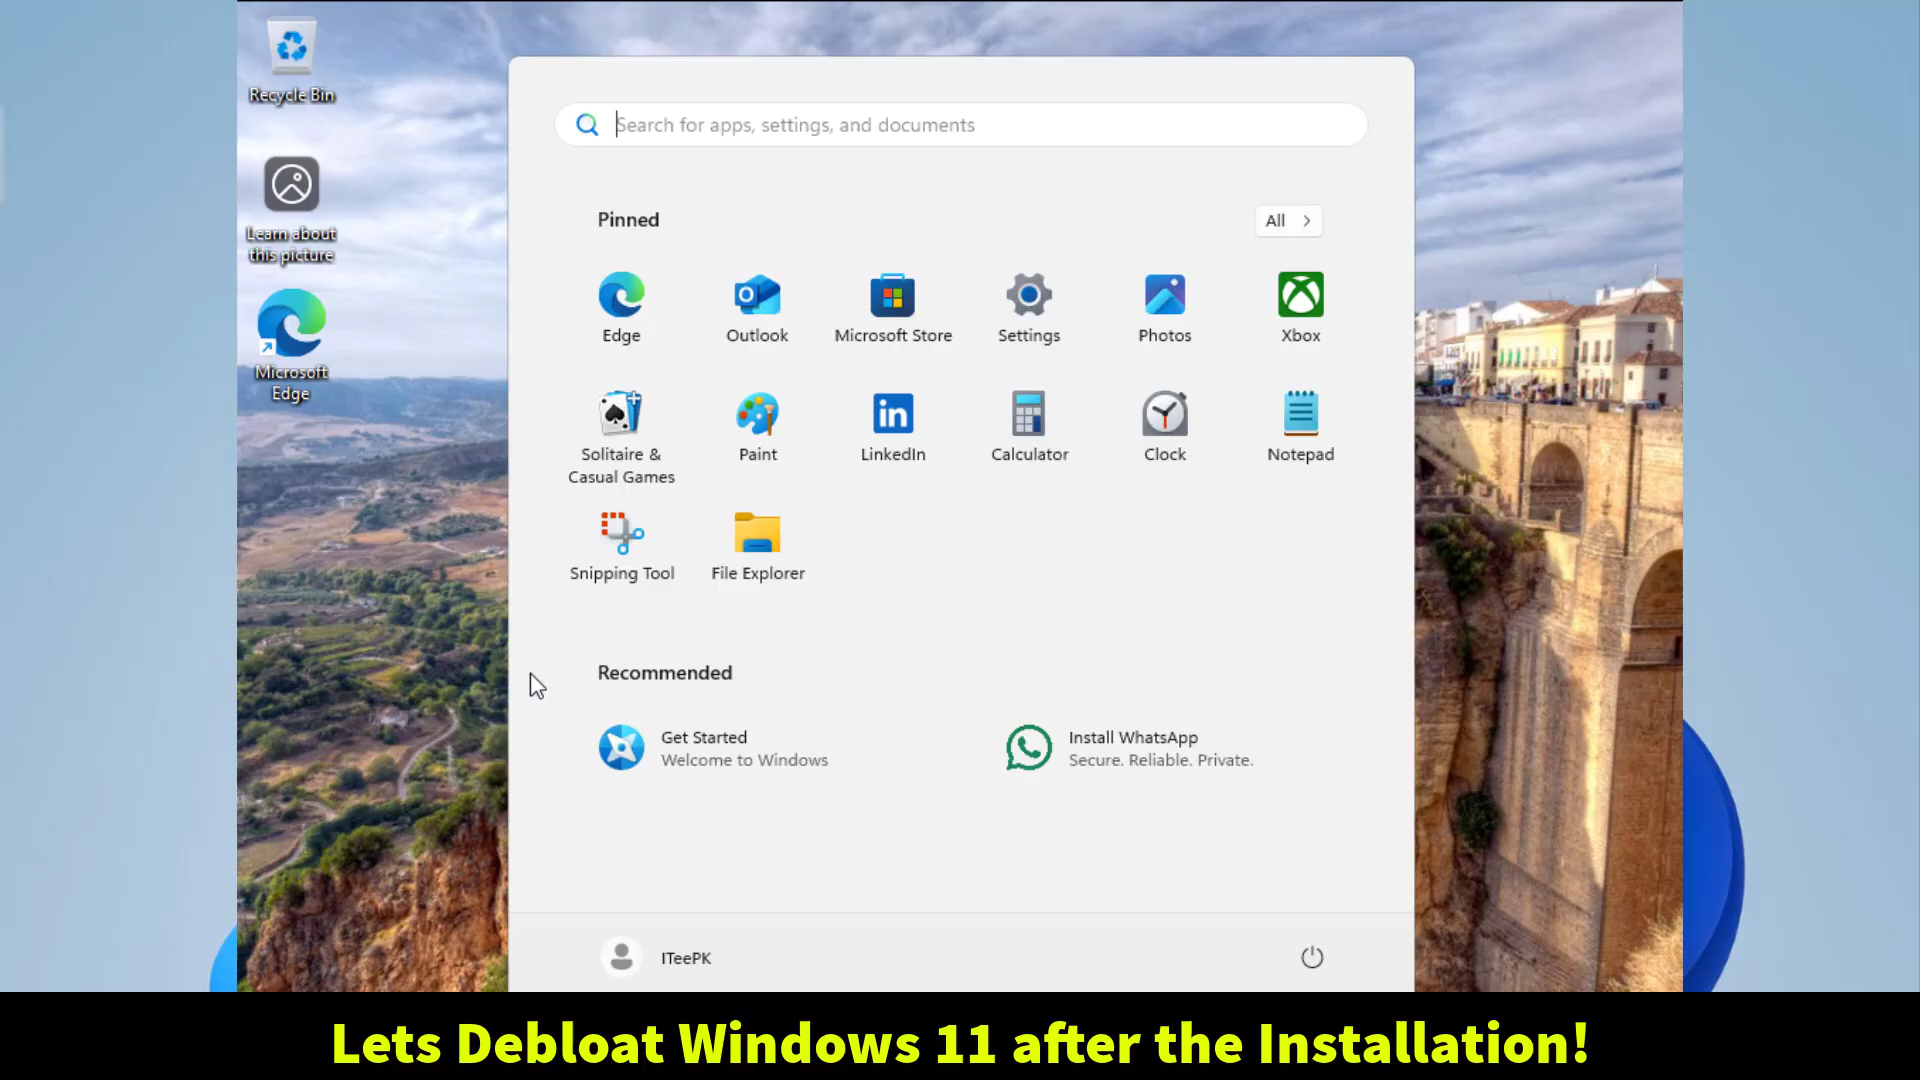 Recycle Bin
Learn about
this picture
Microsoft
Edge
Search for apps, settings, and documents
Pinned
All
Edge
Outlook
Microsoft Store
Settings
Photos
Xbox
Solitaire &
Casual Games
Paint
LinkedIn
Calculator
Clock
Notepad
Snipping Tool
File Explorer
Recommended
Get Started
Welcome to Windows
Install WhatsApp
Secure. Reliable. Private.
ITeePK
Lets Debloat Windows 11 after the Installation!